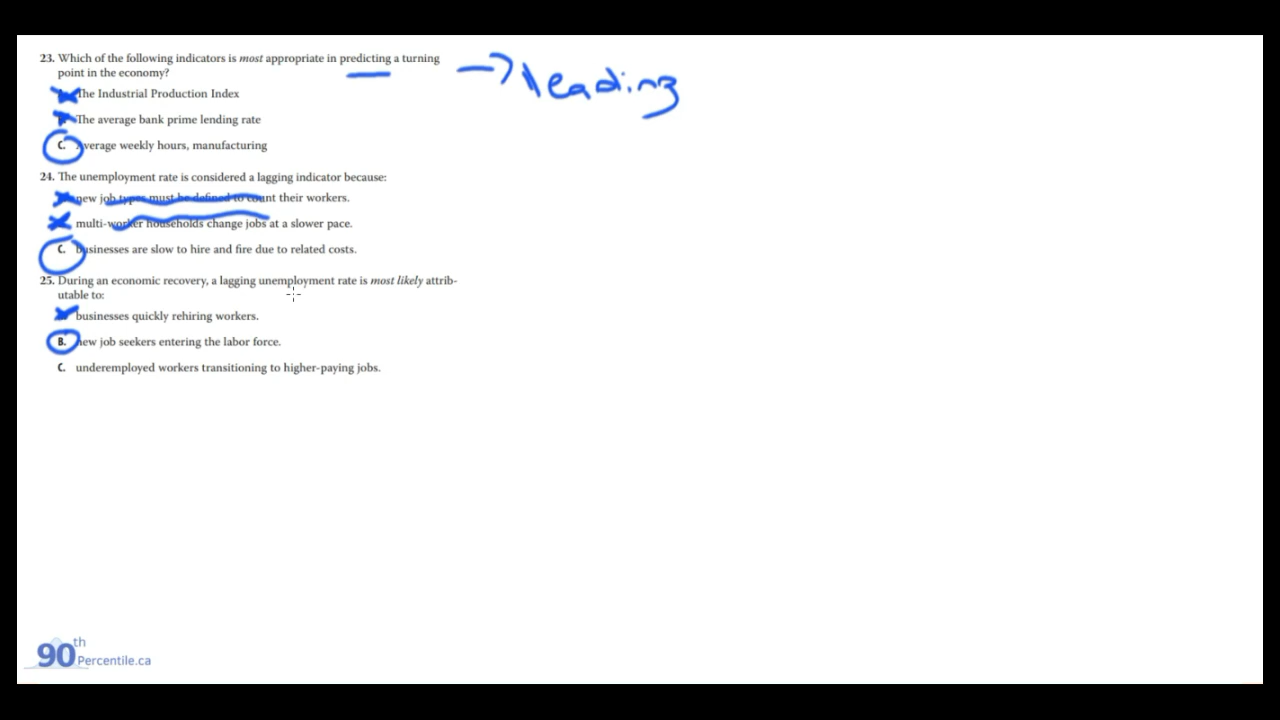 23. Which of the following indicators is most appropriate in predicting a turning
point in the economy?
→ leading
The Industrial Production Index
The average bank prime lending rate
C. Average weekly hours, manufacturing
24. The unemployment rate is considered a lagging indicator because:
new job types must be defined to count their workers.
multi-worker households change jobs at a slower pace.
C. businesses are slow to hire and fire due to related costs.
25. During an economic recovery, a lagging unemployment rate is most likely attrib-
utable to:
businesses quickly rehiring workers.
B. new job seekers entering the labor force.
C. underemployed workers transitioning to higher-paying jobs.
90th
Percentile.ca